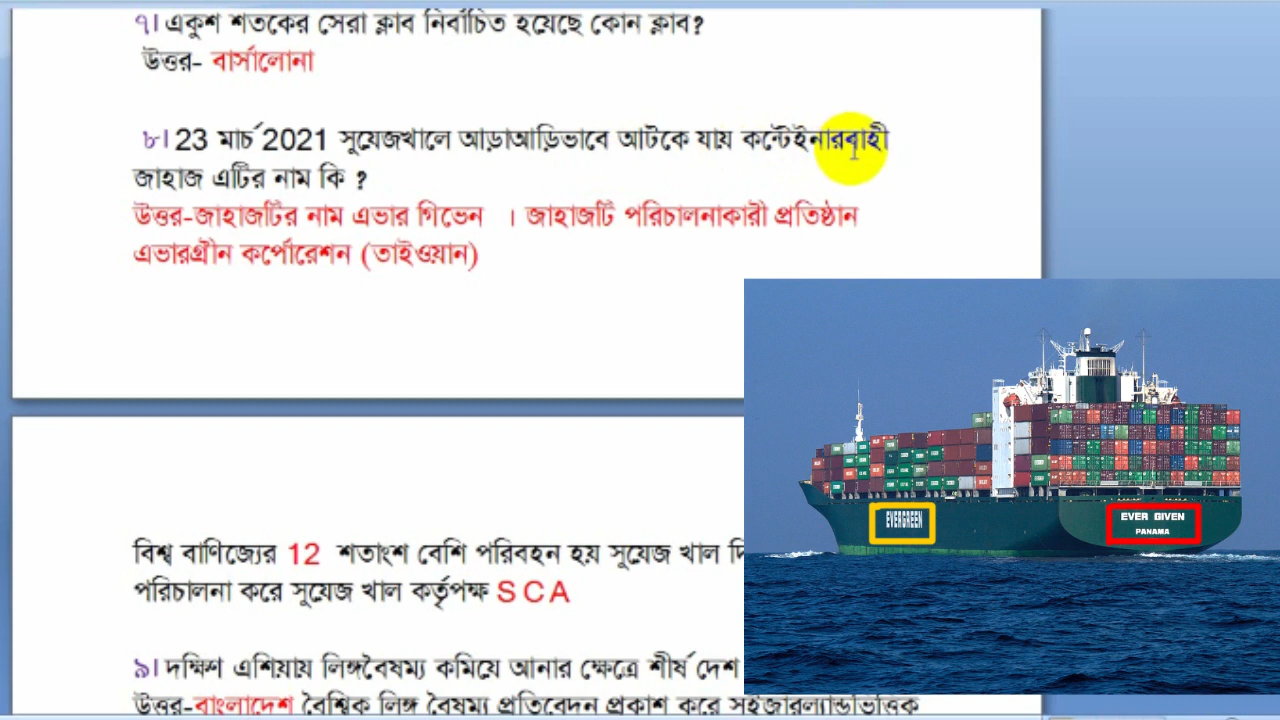 ৭। একুশ শতকের সেরা ক্লাব নির্বাচিত হয়েছে কোন ক্লাব?
উত্তর- বার্সালোনা
৮। 23 মার্চ 2021 সুয়েজখালে আড়াআড়িভাবে আটকে যায় কন্টেইনারবাহী
জাহাজ এটির নাম কি ?
উত্তর-জাহাজটির নাম এভার গিভেন । জাহাজটি পরিচালনাকারী প্রতিষ্ঠান
এভারগ্রীন কর্পোরেশন (তাইওয়ান)
EVERGREEN
EVER GIVEN
PANAMA
বিশ্ব বাণিজ্যের 12 শতাংশ বেশি পরিবহন হয় সুয়েজ খাল
পরিচালনা করে সুয়েজ খাল কর্তৃপক্ষ S C A
৯। দক্ষিণ এশিয়ায় লিঙ্গবৈষম্য কমিয়ে আনার ক্ষেত্রে শীর্ষ দেশ
উত্তর-বাংলাদেশ বৈশ্বিক লিঙ্গ বৈষম্য প্রতিবেদন প্রকাশ করে সুইজারল্যান্ডভিত্তিক